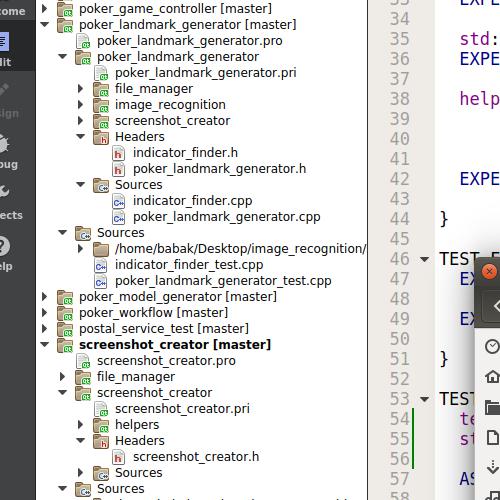 poker_game_controller [master]
poker_landmark_generator [master]
poker_landmark_generator.pro
poker_landmark_generator
poker_landmark_generator.pri
file_manager
image_recognition
screenshot_creator
Headers
indicator_finder.h
poker_landmark_generator.h
Sources
indicator_finder.cpp
poker_landmark_generator.cpp
Sources
/home/babak/Desktop/image_recognition/
indicator_finder_test.cpp
poker_landmark_generator_test.cpp
poker_model_generator [master]
poker_workflow [master]
postal_service_test [master]
screenshot_creator [master]
screenshot_creator.pro
file_manager
screenshot_creator
screenshot_creator.pri
helpers
Headers
screenshot_creator.h
Sources
Sources
come
dit
sign
bug
ects
elp
34
35 std:
36 EXPE
37
38 help
39
40
41
42 EXPE
43
44 }
45
46 TEST_F
47 EX
48
49 EX
50
51 }
52
53 TEST
54 te
55 st
56
57 AS